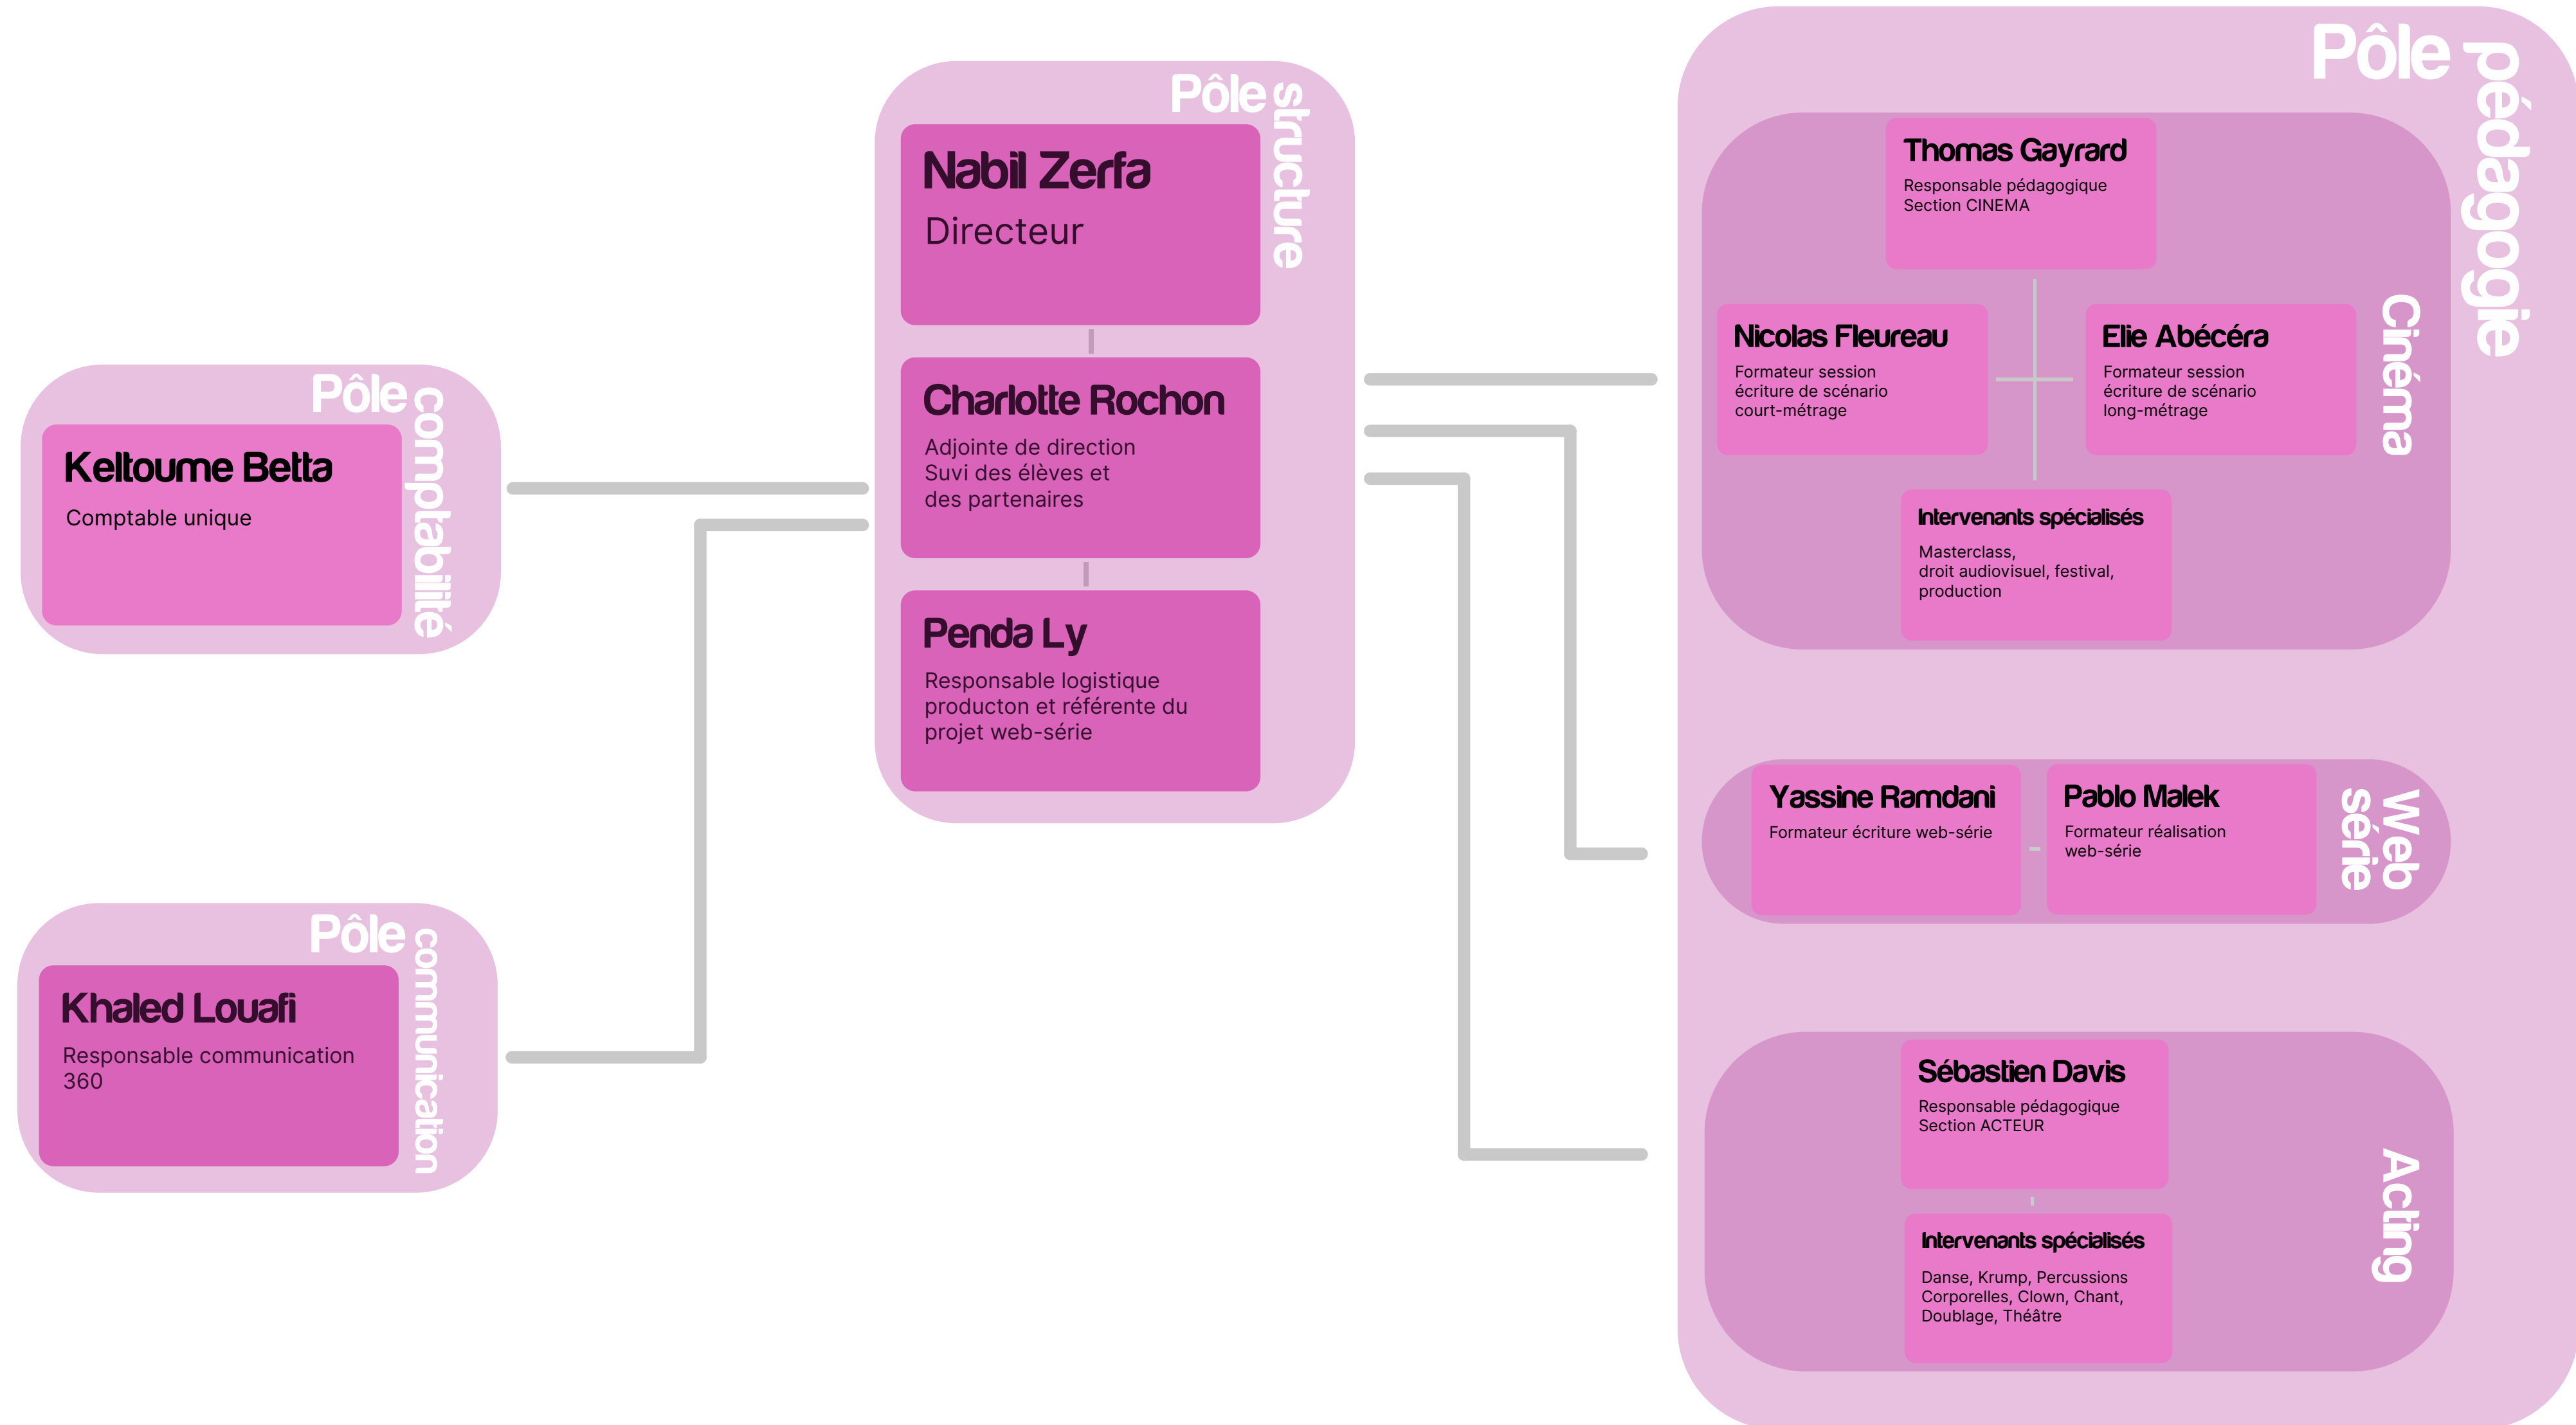 Pôle
comptabilité
Keltoume Betta
Comptable unique
Pôle
communication
Khaled Louafi
Responsable communication
360
Pôle
structure
Nabil Zerfa
Directeur
Charlotte Rochon
Adjointe de direction
Suvi des élèves et
des partenaires
Penda Ly
Responsable logistique
producton et référente du
projet web-série
Pôle
pédagogie
Cinéma
Thomas Gayrard
Responsable pédagogique
Section CINEMA
Nicolas Fleureau
Formateur session
écriture de scénario
court-métrage
Elie Abécéra
Formateur session
écriture de scénario
long-métrage
Intervenants spécialisés
Masterclass,
droit audiovisuel, festival,
production
Web
série
Yassine Ramdani
Formateur écriture web-série
Pablo Malek
Formateur réalisation
web-série
Acting
Sébastien Davis
Responsable pédagogique
Section ACTEUR
Intervenants spécialisés
Danse, Krump, Percussions
Corporelles, Clown, Chant,
Doublage, Théâtre